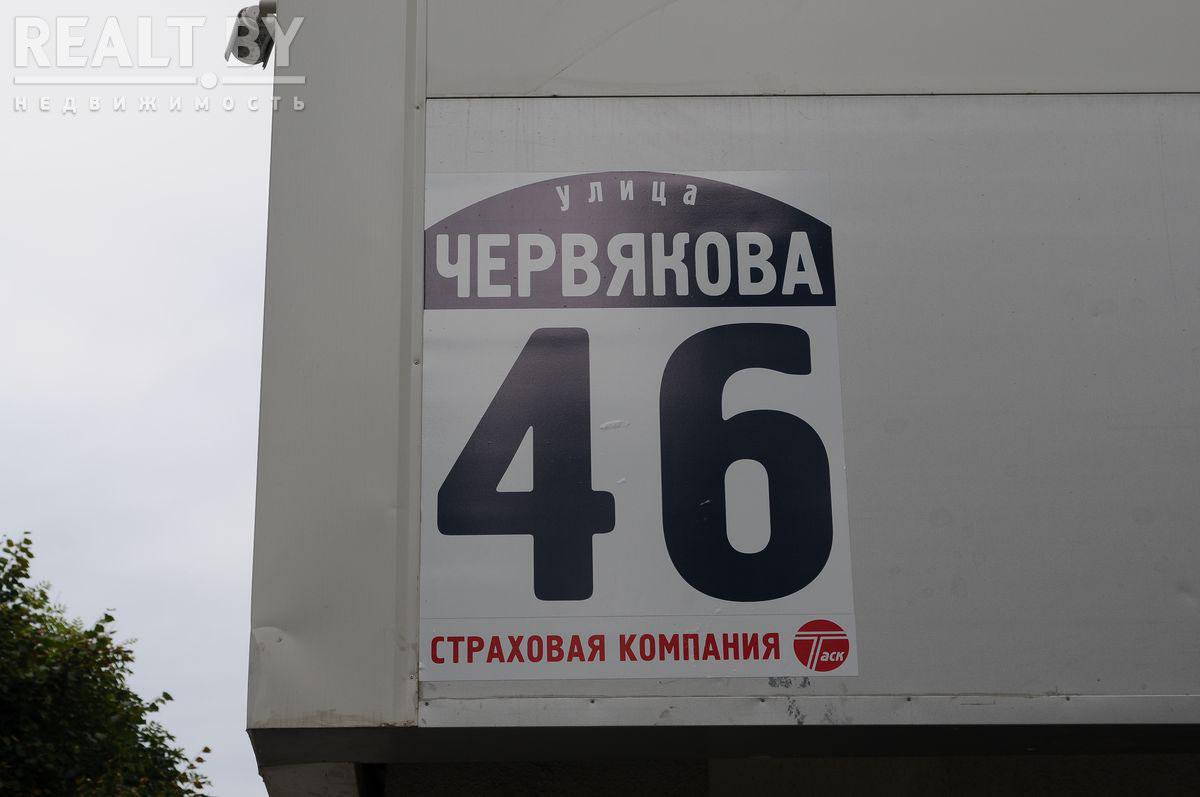 REALT.BY
НЕДВИЖИМОСТЬ
улица
ЧЕРВЯКОВА
46
СТРАХОВАЯ КОМПАНИЯ Таск